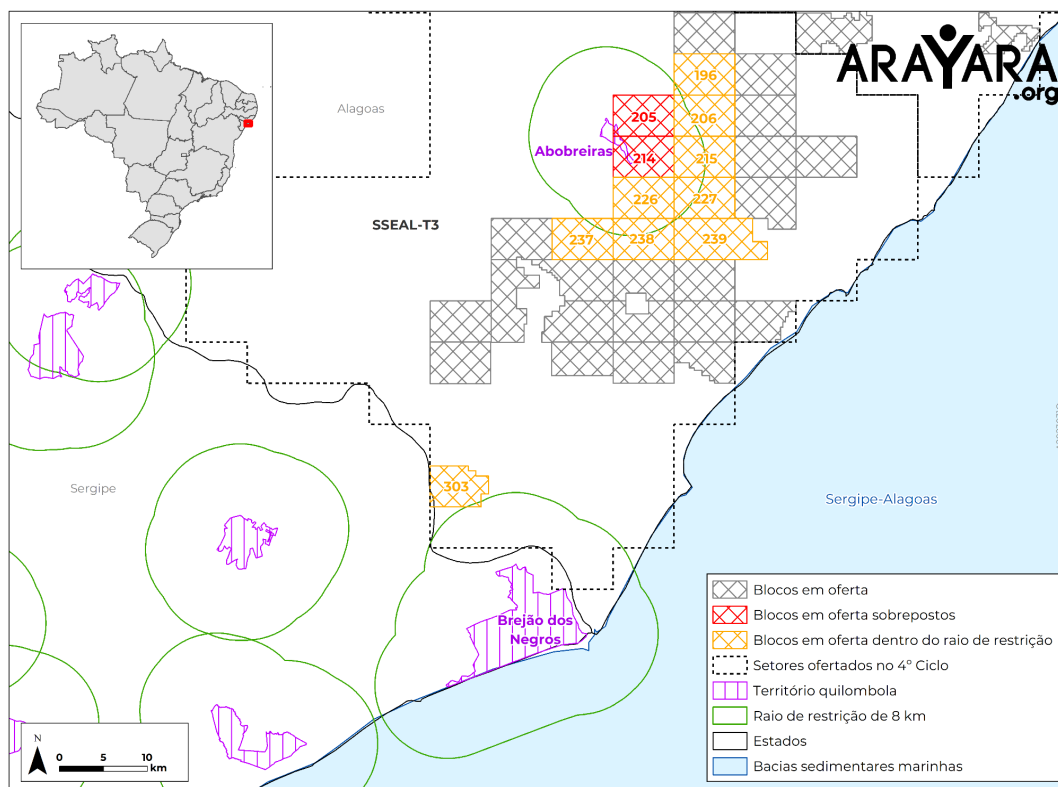 ARAYARA
.org
Alagoas
196
205
206
Abobreiras
214
215
226
227
SSEAL-T3
237
238
239
303
Sergipe
Sergipe-Alagoas
Brejão dos
Negros
Blocos em oferta
Blocos em oferta sobrepostos
Blocos em oferta dentro do raio de restrição
Setores ofertados no 4º Ciclo
Território quilombola
Raio de restrição de 8 km
Estados
Bacias sedimentares marinhas
N
0 5 10
km